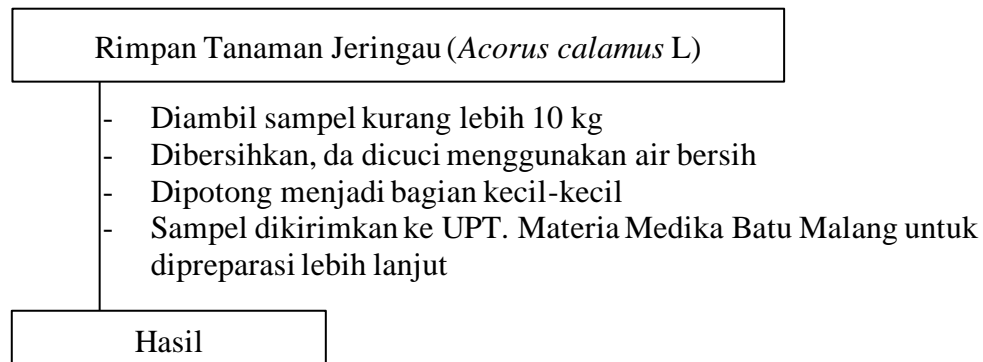 Rimpan Tanaman Jeringau (Acorus calamus L)
- Diambil sampel kurang lebih 10 kg
- Dibersihkan, da dicuci menggunakan air bersih
- Dipotong menjadi bagian kecil-kecil
- Sampel dikirimkan ke UPT. Materia Medika Batu Malang untuk
dipreparasi lebih lanjut
Hasil